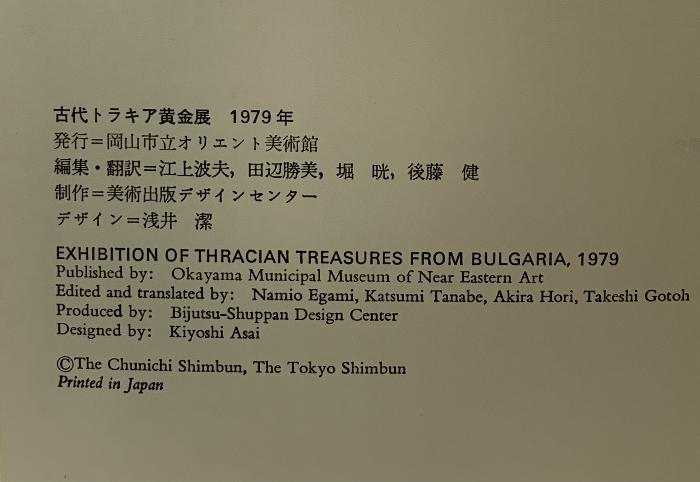 古代トラキア黄金展　1979年
発行＝岡山市立オリエント美術館
編集・翻訳＝江上波夫，田辺勝美，堀　晄，後藤　健
制作＝美術出版デザインセンター
デザイン＝浅井　潔
EXHIBITION OF THRACIAN TREASURES FROM BULGARIA, 1979
Published by: Okayama Municipal Museum of Near Eastern Art
Edited and translated by: Namio Egami, Katsumi Tanabe, Akira Hori, Takeshi Gotoh
Produced by: Bijutsu-Shuppan Design Center
Designed by: Kiyoshi Asai
©The Chunichi Shimbun, The Tokyo Shimbun
Printed in Japan